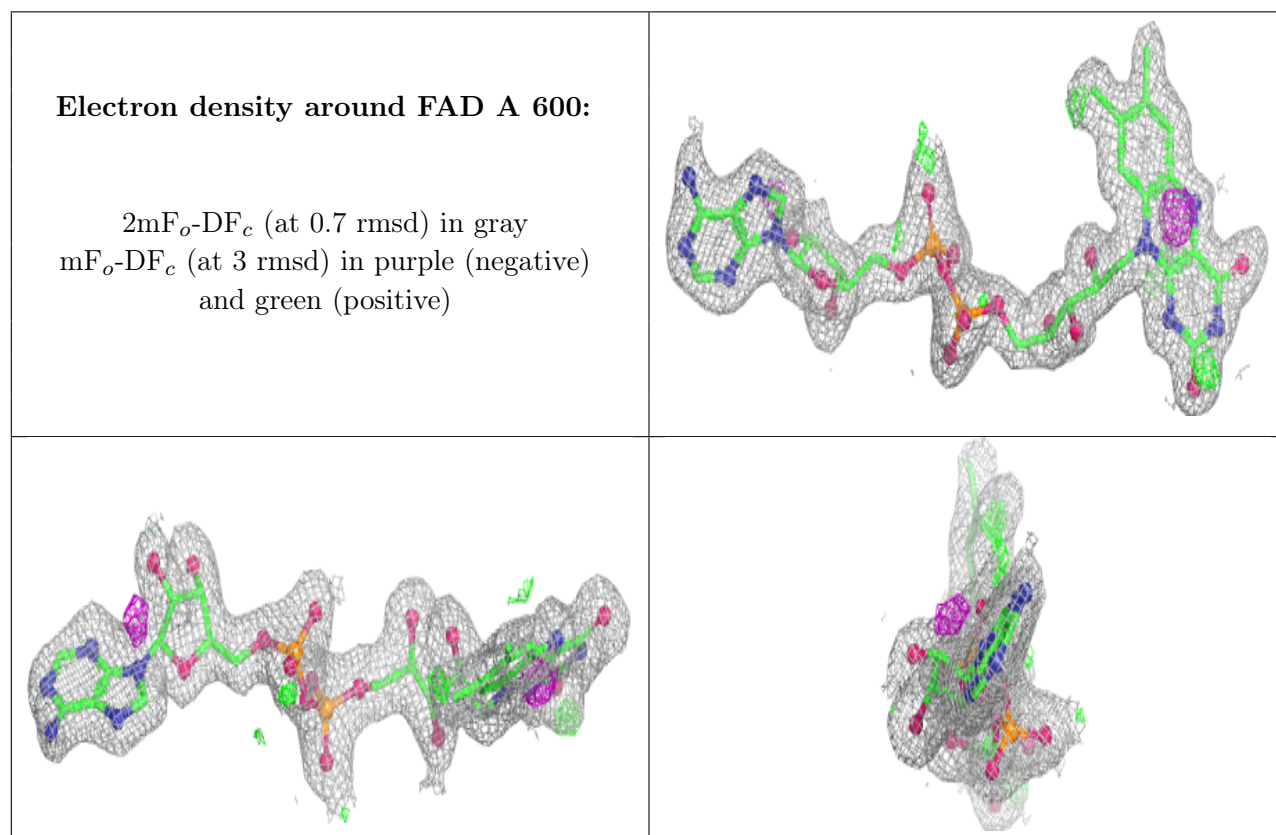 Electron density around FAD A 600:
2mFo-DFc (at 0.7 rmsd) in gray
mFo-DFc (at 3 rmsd) in purple (negative)
and green (positive)